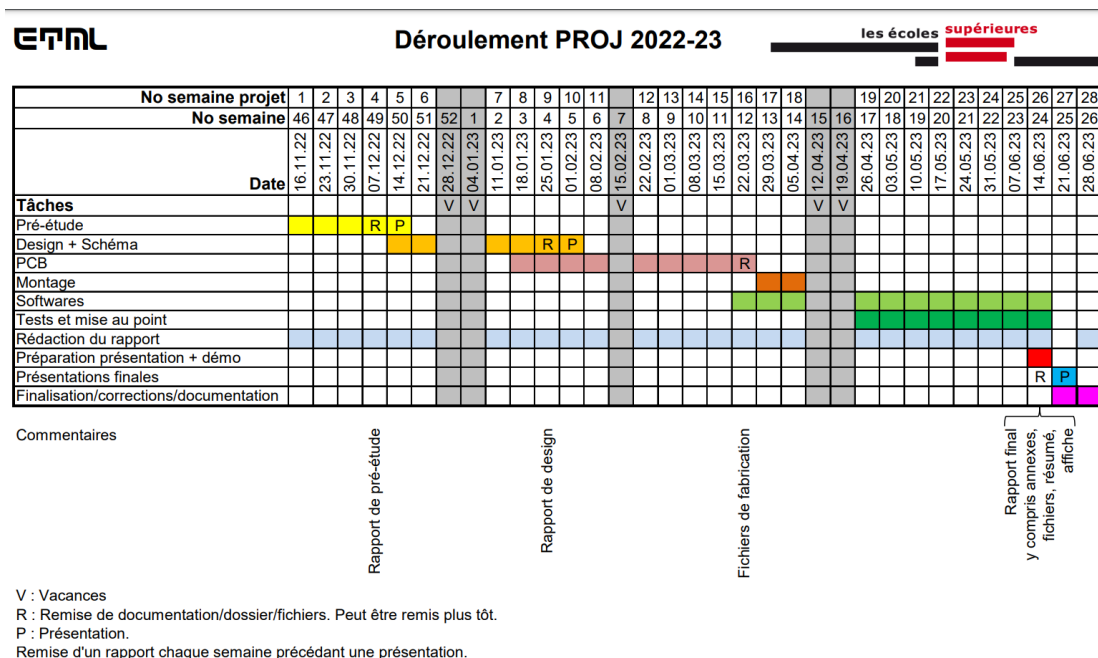 ETML
Déroulement PROJ 2022-23
les écoles supérieures
No semaine projet 1 2 3 4 5 6 7 8 9 10 11 12 13 14 15 16 17 18 19 20 21 22 23 24 25 26 27 28
No semaine 46 47 48 49 50 51 52 1 2 3 4 5 6 7 8 9 10 11 12 13 14 15 16 17 18 19 20 21 22 23 24 25 26
Date 16.11.22 23.11.22 30.11.22 07.12.22 14.12.22 21.12.22 28.12.22 04.01.23 11.01.23 18.01.23 25.01.23 01.02.23 08.02.23 15.02.23 22.02.23 01.03.23 08.03.23 15.03.23 22.03.23 29.03.23 05.04.23 12.04.23 19.04.23 26.04.23 03.05.23 10.05.23 17.05.23 24.05.23 31.05.23 07.06.23 14.06.23 21.06.23 28.06.23
Tâches V V V V V
Pré-étude R P
Design + Schéma R P
PCB R
Montage
Softwares
Tests et mise au point
Rédaction du rapport
Préparation présentation + démo
Présentations finales R P
Finalisation/corrections/documentation
Commentaires
Rapport de pré-étude
Rapport de design
Fichiers de fabrication
Rapport final
y compris annexes,
fichiers, résumé,
affiche
V : Vacances
R : Remise de documentation/dossier/fichiers. Peut être remis plus tôt.
P : Présentation.
Remise d'un rapport chaque semaine précédant une présentation.